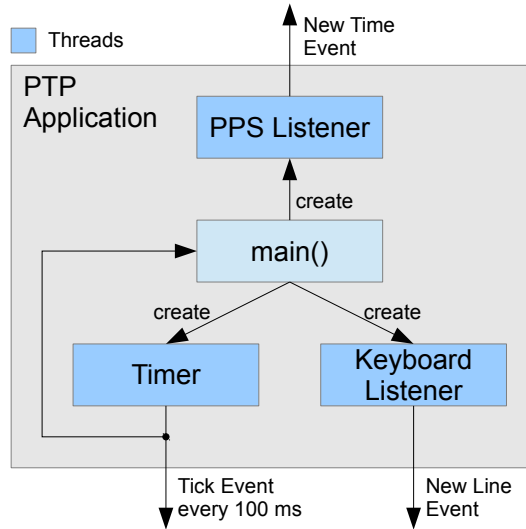 New Time
Event
Threads
PTP
Application
PPS Listener
create
main()
create
create
Timer
Keyboard
Listener
Tick Event
every 100 ms
New Line
Event